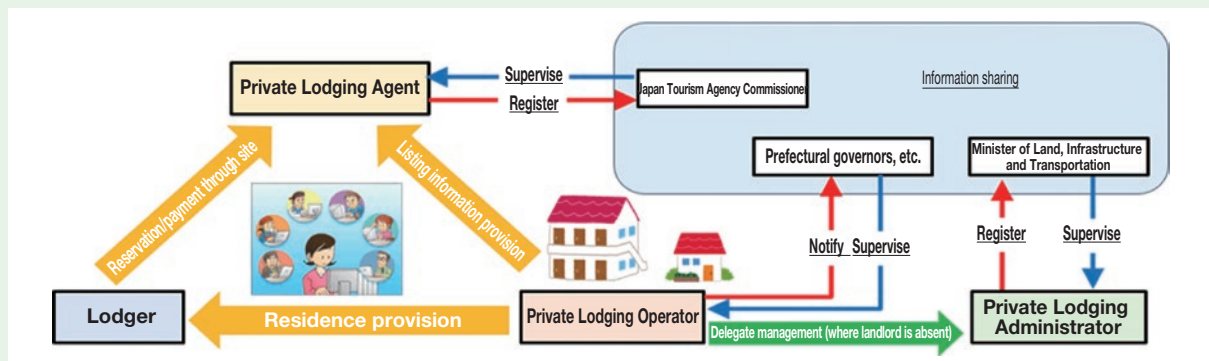 Private Lodging Agent
Supervise
Register
Japan Tourism Agency Commissioner
Information sharing
Prefectural governors, etc.
Minister of Land, Infrastructure
and Transportation
Reservation/payment through site
Listing information provision
Notify Supervise
Register
Supervise
Lodger
Residence provision
Private Lodging Operator
Delegate management (where landlord is absent)
Private Lodging
Administrator